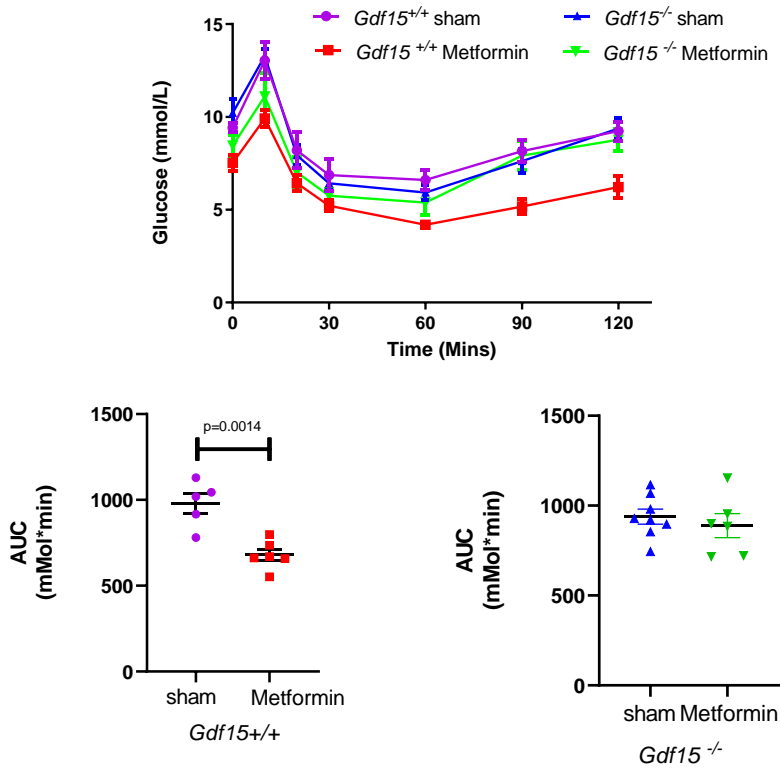 Gdf15+/+ sham
Gdf15-/- sham
Gdf15 +/+ Metformin
Gdf15 -/- Metformin
Glucose (mmol/L)
15
10
5
0
0 30 60 90 120
Time (Mins)
AUC
(mMol*min)
1500
1000
500
0
p=0.0014
sham Metformin
Gdf15+/+
AUC
(mMol*min)
1500
1000
500
0
sham Metformin
Gdf15 -/-